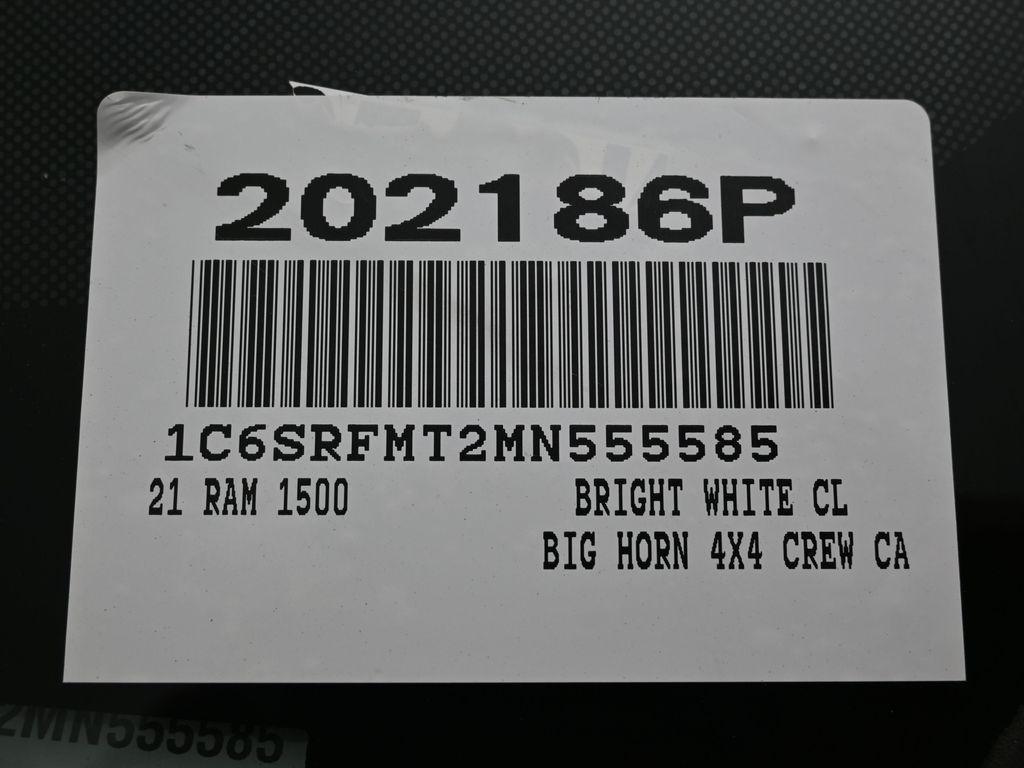 202186P
1C6SRFMT2MN555585
21 RAM 1500 BRIGHT WHITE CL
BIG HORN 4X4 CREW CA
2MN555585